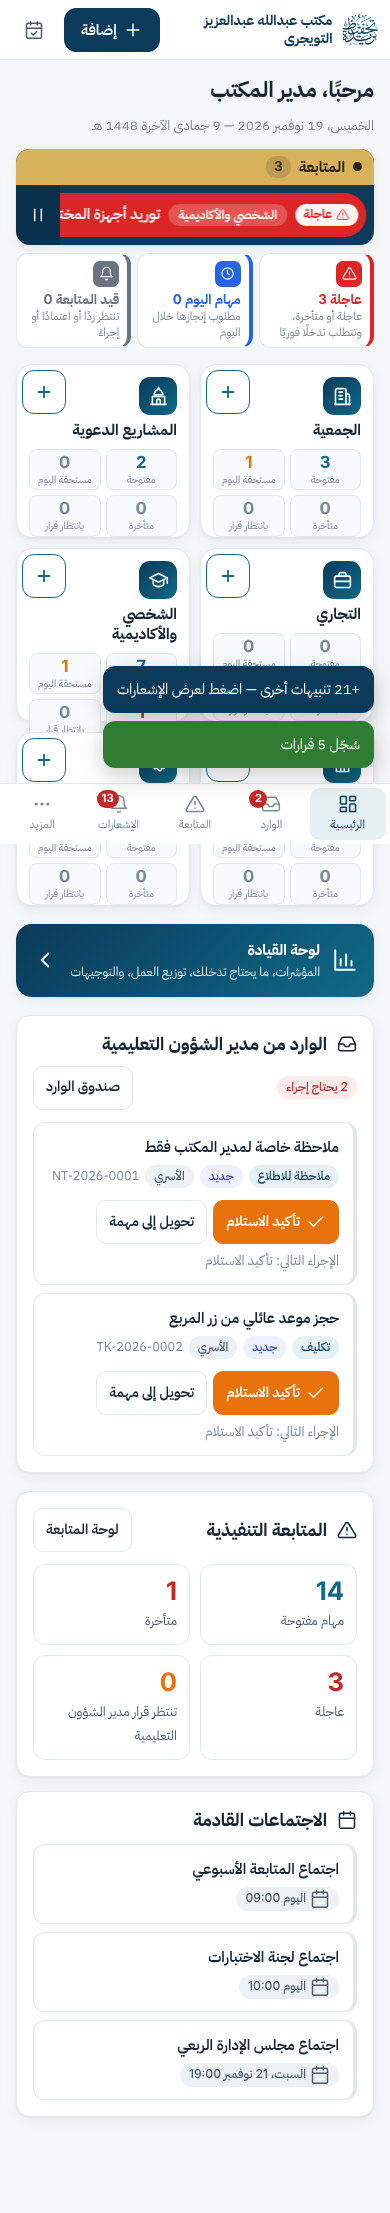 مكتب عبدالله عبدالعزيز
التويجري
إضافة
مرحبًا، مدير المكتب
الخميس، 19 نوفمبر 2026 — 9 جمادى الآخرة 1448 هـ
المتابعة 3
عاجلة الشخصي والأكاديمية
عاجلة 3
عاجلة أو متأخرة، وتتطلب تدخلًا فوريًا
مهام اليوم 0
مطلوب إنجازها خلال اليوم
قيد المتابعة 0
تنتظر ردًا أو اعتمادًا أو إجراءً
الجمعية
3 مفتوحة
1 مستحقة اليوم
0 متأخرة
0 بانتظار قرار
المشاريع الدعوية
2 مفتوحة
0 مستحقة اليوم
0 متأخرة
0 بانتظار قرار
التجاري
0 مفتوحة
0 مستحقة اليوم
الشخصي والأكاديمية
1 مستحقة اليوم
0 بانتظار قرار
+21 تنبيهات أخرى — اضغط لعرض الإشعارات
سُجّل 5 قرارات
الرئيسية
الوارد 2
المتابعة
الإشعارات 13
المزيد
مفتوحة
مستحقة اليوم
مفتوحة
مستحقة اليوم
0 متأخرة
0 بانتظار قرار
0 متأخرة
0 بانتظار قرار
لوحة القيادة
المؤشرات، ما يحتاج تدخلك، توزيع العمل، والتوجيهات
الوارد من مدير الشؤون التعليمية
2 يحتاج إجراء
صندوق الوارد
ملاحظة خاصة لمدير المكتب فقط
ملاحظة للاطلاع جديد الأسري NT-2026-0001
تأكيد الاستلام
تحويل إلى مهمة
الإجراء التالي: تأكيد الاستلام
حجز موعد عائلي من زر المربع
تكليف جديد الأسري TK-2026-0002
تأكيد الاستلام
تحويل إلى مهمة
الإجراء التالي: تأكيد الاستلام
المتابعة التنفيذية
لوحة المتابعة
14
مهام مفتوحة
1
متأخرة
3
عاجلة
0
تنتظر قرار مدير الشؤون التعليمية
الاجتماعات القادمة
اجتماع المتابعة الأسبوعي
اليوم 09:00
اجتماع لجنة الاختبارات
اليوم 10:00
اجتماع مجلس الإدارة الربعي
السبت، 21 نوفمبر 19:00